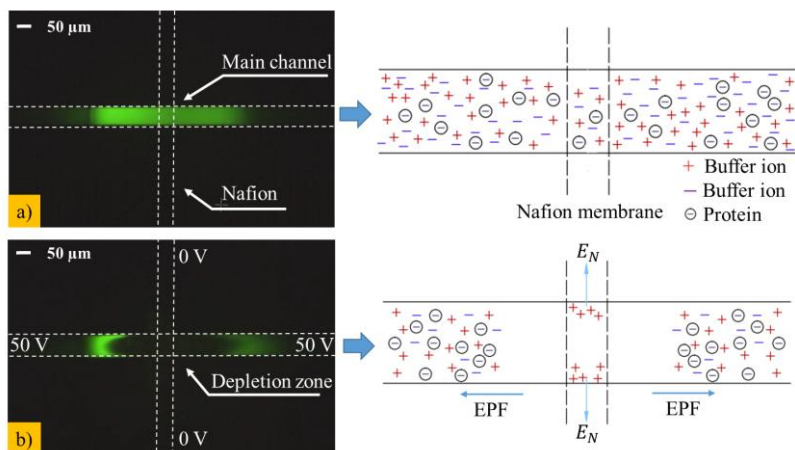 50 μm
Main channel
Nafion
a)
+ Buffer ion
− Buffer ion
⊖ Protein
Nafion membrane
50 μm
0 V
50 V
50 V
Depletion zone
0 V
b)
E_N
EPF
EPF
E_N